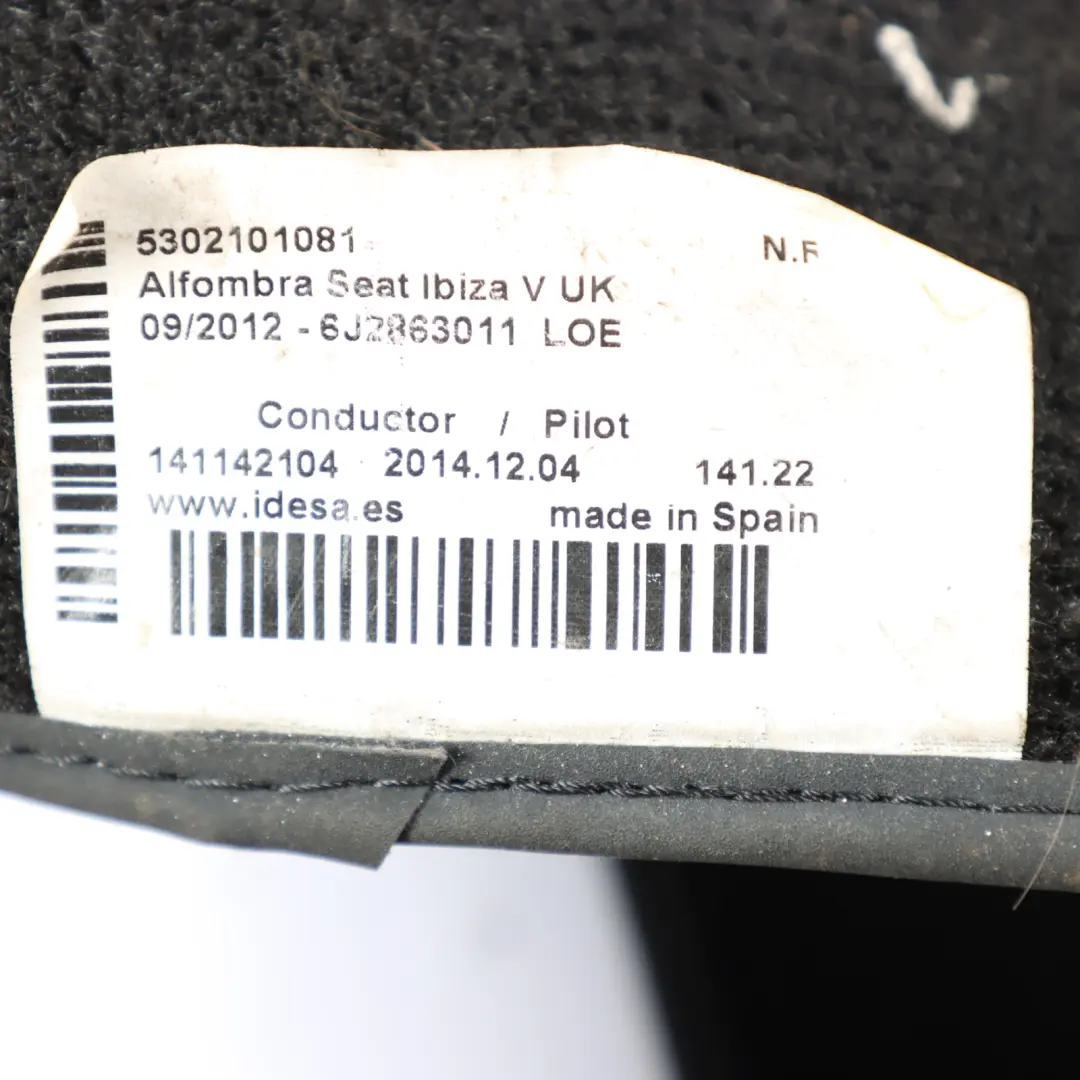 5302101081 N.F
Alfombra Seat Ibiza V UK
09/2012 - 6J2863011 LOE
Conductor / Pilot
141142104 2014.12.04 141.22
www.idesa.es made in Spain